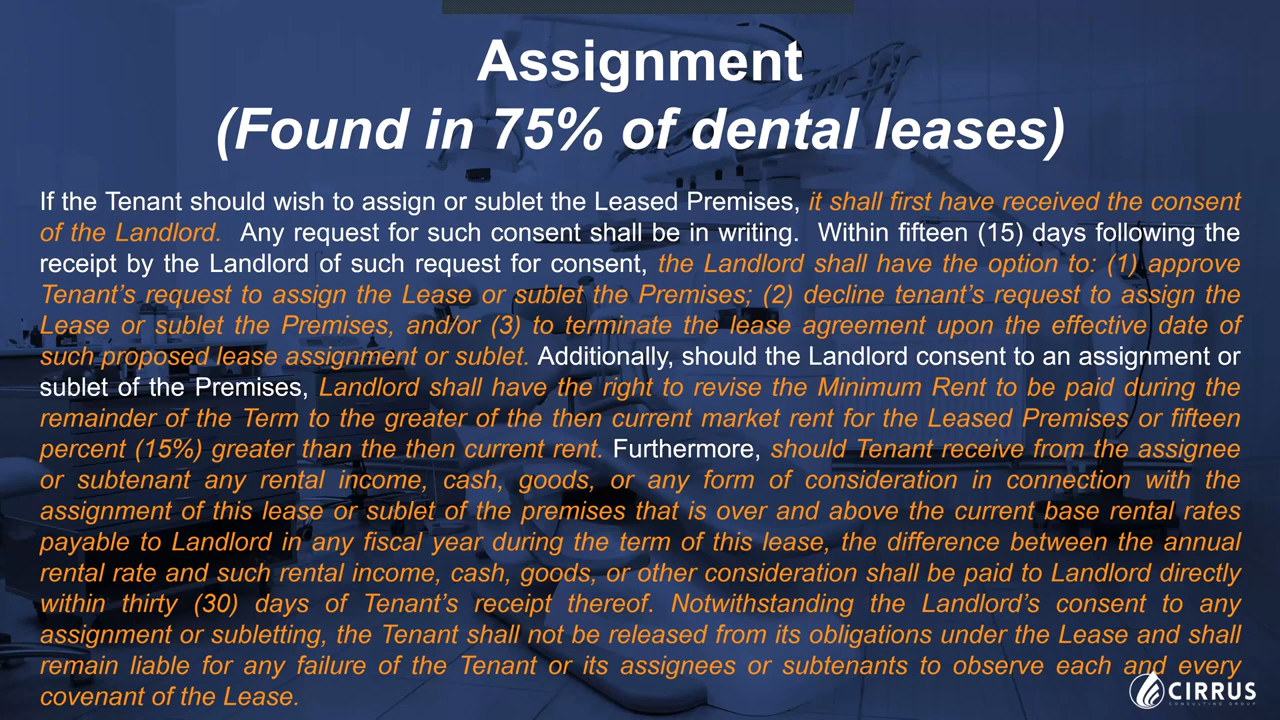 Assignment
(Found in 75% of dental leases)
If the Tenant should wish to assign or sublet the Leased Premises, it shall first have received the consent
of the Landlord. Any request for such consent shall be in writing. Within fifteen (15) days following the
receipt by the Landlord of such request for consent, the Landlord shall have the option to: (1) approve
Tenant’s request to assign the Lease or sublet the Premises; (2) decline tenant’s request to assign the
Lease or sublet the Premises, and/or (3) to terminate the lease agreement upon the effective date of
such proposed lease assignment or sublet. Additionally, should the Landlord consent to an assignment or
sublet of the Premises, Landlord shall have the right to revise the Minimum Rent to be paid during the
remainder of the Term to the greater of the then current market rent for the Leased Premises or fifteen
percent (15%) greater than the then current rent. Furthermore, should Tenant receive from the assignee
or subtenant any rental income, cash, goods, or any form of consideration in connection with the
assignment of this lease or sublet of the premises that is over and above the current base rental rates
payable to Landlord in any fiscal year during the term of this lease, the difference between the annual
rental rate and such rental income, cash, goods, or other consideration shall be paid to Landlord directly
within thirty (30) days of Tenant’s receipt thereof. Notwithstanding the Landlord’s consent to any
assignment or subletting, the Tenant shall not be released from its obligations under the Lease and shall
remain liable for any failure of the Tenant or its assignees or subtenants to observe each and every
covenant of the Lease.
CIRRUS
CONSULTING GROUP